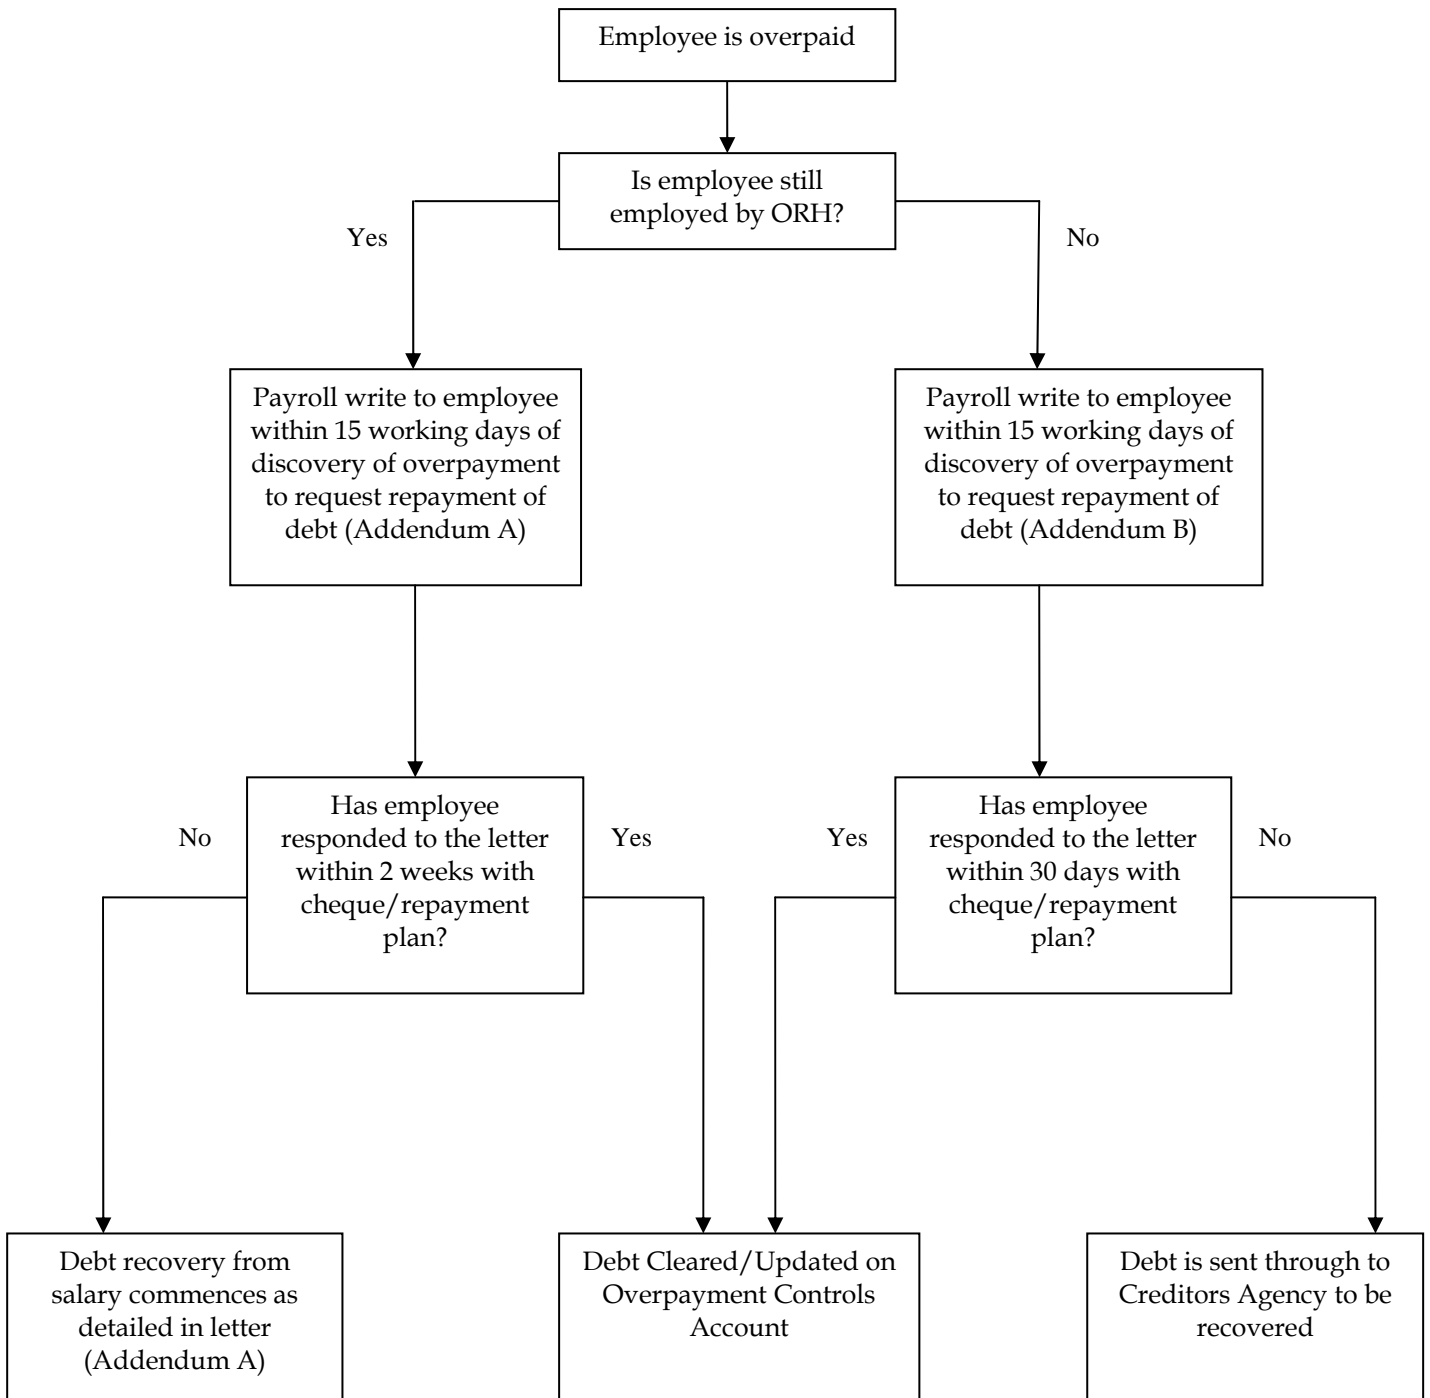 Employee is overpaid
Is employee still
employed by ORH?
Yes
No
Payroll write to employee
within 15 working days of
discovery of overpayment
to request repayment of
debt (Addendum A)
Payroll write to employee
within 15 working days of
discovery of overpayment
to request repayment of
debt (Addendum B)
No
Has employee
responded to the letter
within 2 weeks with
cheque/repayment
plan?
Yes
Yes
Has employee
responded to the letter
within 30 days with
cheque/repayment
plan?
No
Debt recovery from
salary commences as
detailed in letter
(Addendum A)
Debt Cleared/Updated on
Overpayment Controls
Account
Debt is sent through to
Creditors Agency to be
recovered